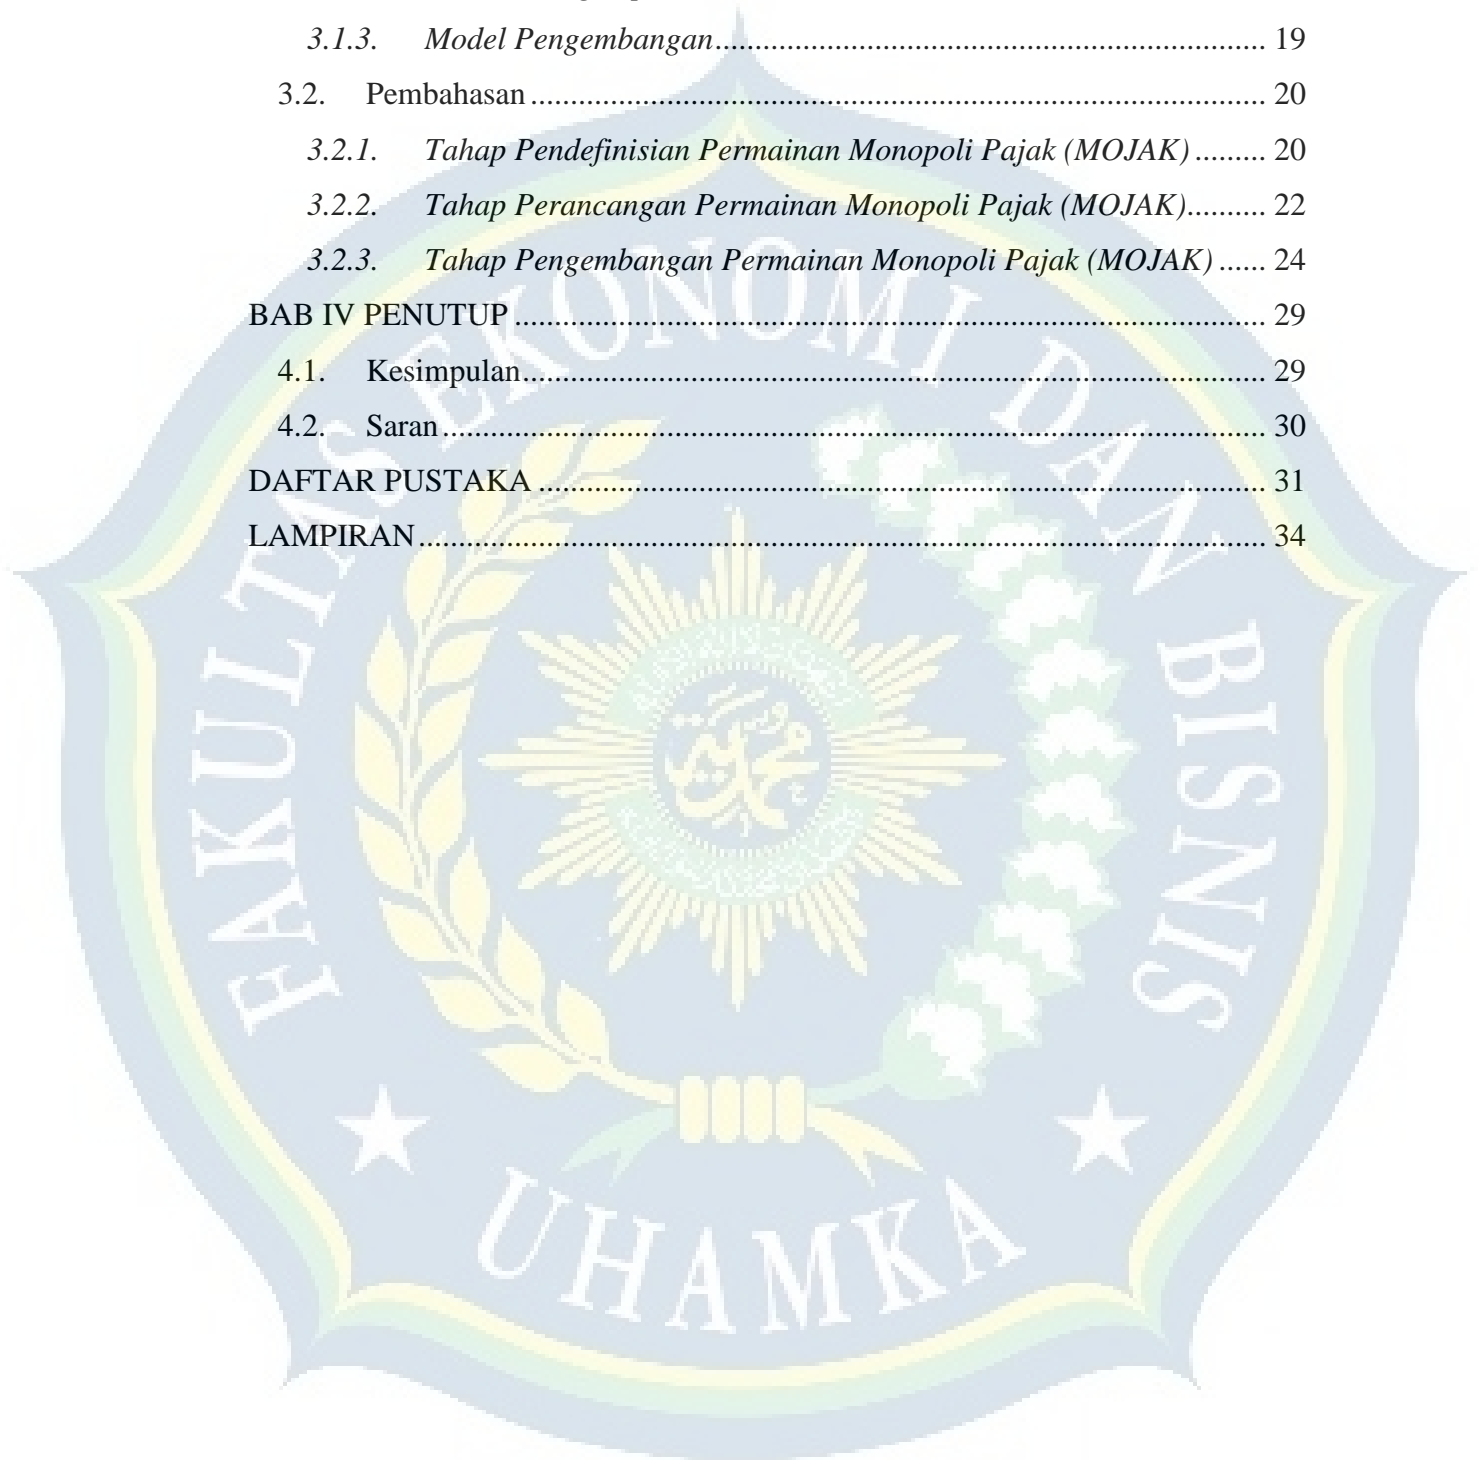 3.1.3. Model Pengembangan........................................................................ 19
3.2. Pembahasan................................................................................................ 20
3.2.1. Tahap Pendefinisian Permainan Monopoli Pajak (MOJAK)......... 20
3.2.2. Tahap Perancangan Permainan Monopoli Pajak (MOJAK).......... 22
3.2.3. Tahap Pengembangan Permainan Monopoli Pajak (MOJAK)...... 24
BAB IV PENUTUP.................................................................................................. 29
4.1. Kesimpulan................................................................................................ 29
4.2. Saran.......................................................................................................... 30
DAFTAR PUSTAKA............................................................................................... 31
LAMPIRAN.............................................................................................................. 34
FAKULTAS EKONOMI DAN BISNIS
UHAMKA